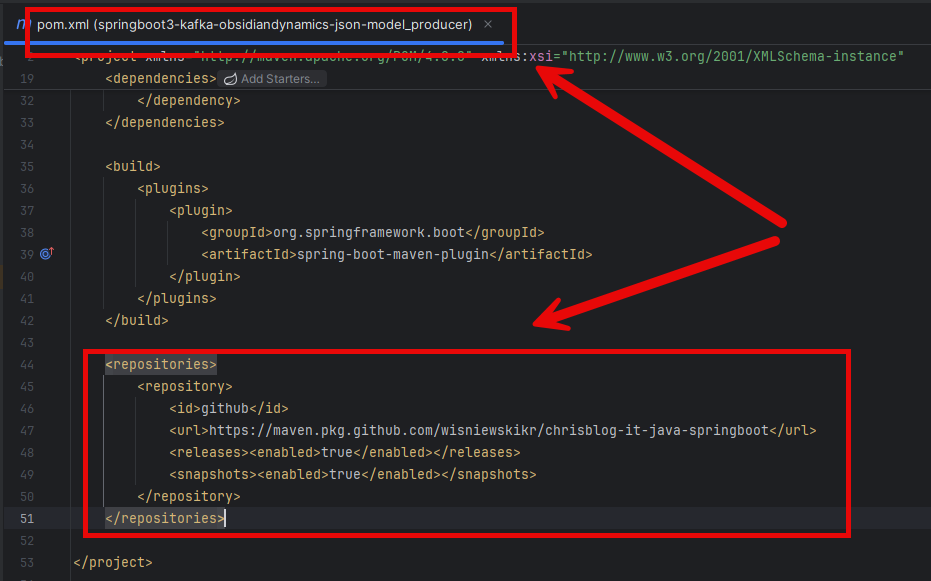 pom.xml (springboot3-kafka-obsidiandynamics-json-model_producer) ×
2 <project xmlns="http://maven.apache.org/POM/4.0.0" xmlns:xsi="http://www.w3.org/2001/XMLSchema-instance"
19 <dependencies> Add Starters...
32 </dependency>
33 </dependencies>
34
35 <build>
36 <plugins>
37 <plugin>
38 <groupId>org.springframework.boot</groupId>
39 <artifactId>spring-boot-maven-plugin</artifactId>
40 </plugin>
41 </plugins>
42 </build>
43
44 <repositories>
45 <repository>
46 <id>github</id>
47 <url>https://maven.pkg.github.com/wisniewskikr/chrisblog-it-java-springboot</url>
48 <releases><enabled>true</enabled></releases>
49 <snapshots><enabled>true</enabled></snapshots>
50 </repository>
51 </repositories>
52
53 </project>